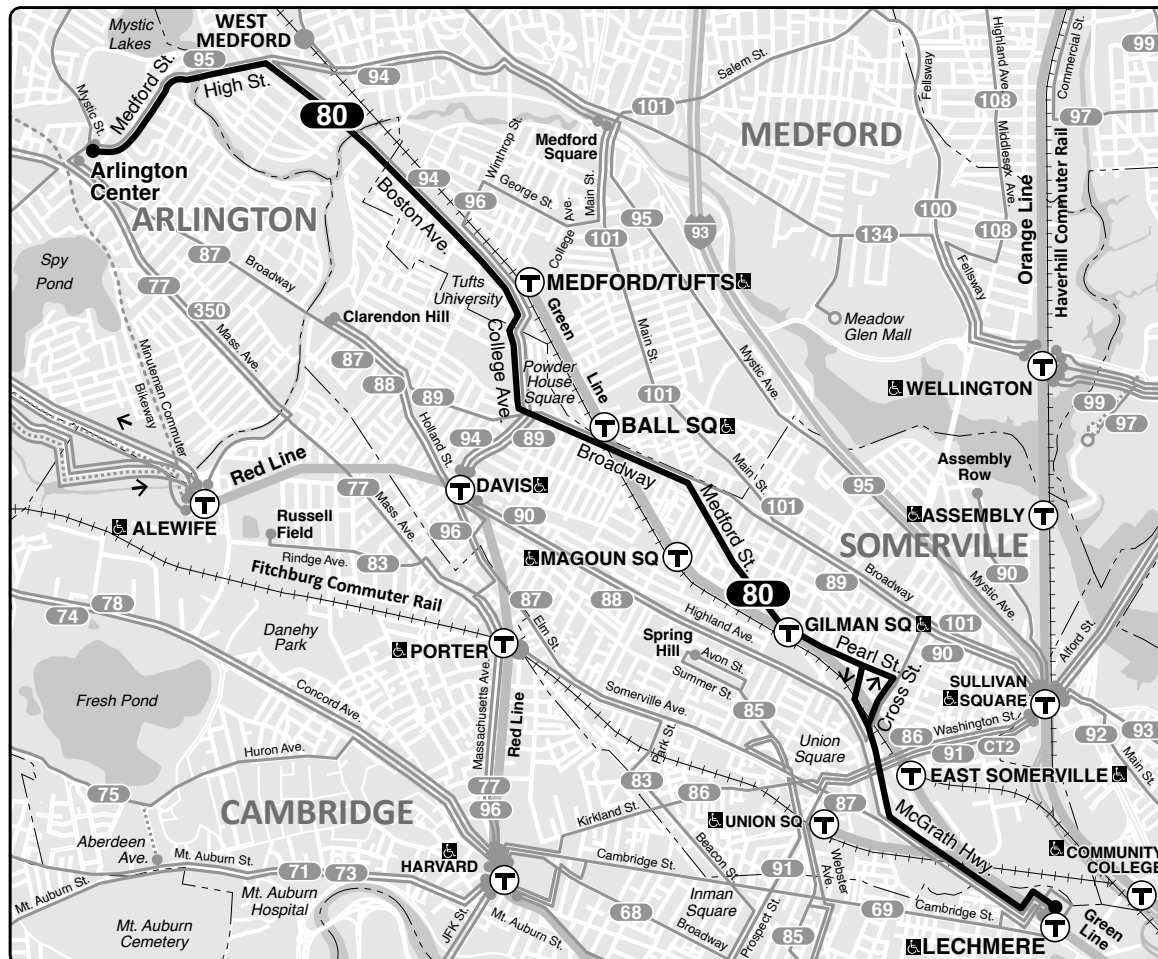 Mystic
Lakes
WEST
MEDFORD
95
94
Medford St.
High St.
Mystic St.
80
Arlington
Center
ARLINGTON
Spy
Pond
87
Broadway
77
350
Mass. Ave.
Minuteman Commuter
Bikeway
Clarendon Hill
Boston Ave.
Tufts
University
94
96
Winthrop St.
George St.
College Ave.
Main St.
Medford
Square
101
Salem St.
101
95
93
MEDFORD
Fellsway
Highland Ave.
108
Middlesex Ave.
108
100
134
Fellsway
Orange Line
Haverhill Commuter Rail
Commercial St.
99
97
T MEDFORD/TUFTS
Green
Line
College Ave.
Powder
House
Square
Main St.
101
Mystic Ave.
Meadow
Glen Mall
WELLINGTON
T
99
97
87
88
89
Holland St.
94
89
T
BALL SQ
Broadway
Main St.
101
95
Assembly
Row
ASSEMBLY
T
90
Mystic Ave.
SOMERVILLE
Red Line
77
Mass. Ave.
T
DAVIS
90
96
T
ALEWIFE
Russell
Field
Rindge Ave.
83
Fitchburg Commuter Rail
MAGOUN SQ
T
Medford St.
80
89
Broadway
101
90
Alford St.
74
78
Danehy
Park
87
88
Highland Ave.
Elm St.
T
GILMAN SQ
Pearl St.
Cross St.
PORTER
T
Spring
Hill
Avon St.
Summer St.
85
Somerville Ave.
Park St.
SULLIVAN
SQUARE
T
Washington St.
86
91
CT2
92
93
Main St.
Fresh Pond
Concord Ave.
Massachusetts Ave.
Red Line
Huron Ave.
75
Union
Square
T
EAST SOMERVILLE
83
86
Kirkland St.
77
96
CAMBRIDGE
UNION SQ
T
87
McGrath Hwy
Aberdeen
Ave.
Mt. Auburn St.
71
73
Mt. Auburn St.
Mt. Auburn
Hospital
Mt. Auburn
Cemetery
HARVARD
T
JFK St.
Mt. Auburn St.
Cambridge St.
Beacon St.
Inman
Square
68
Broadway
Prospect St.
91
85
Webster
Ave.
69
Cambridge St.
COMMUNITY
COLLEGE
T
T
LECHMERE
Green
Line